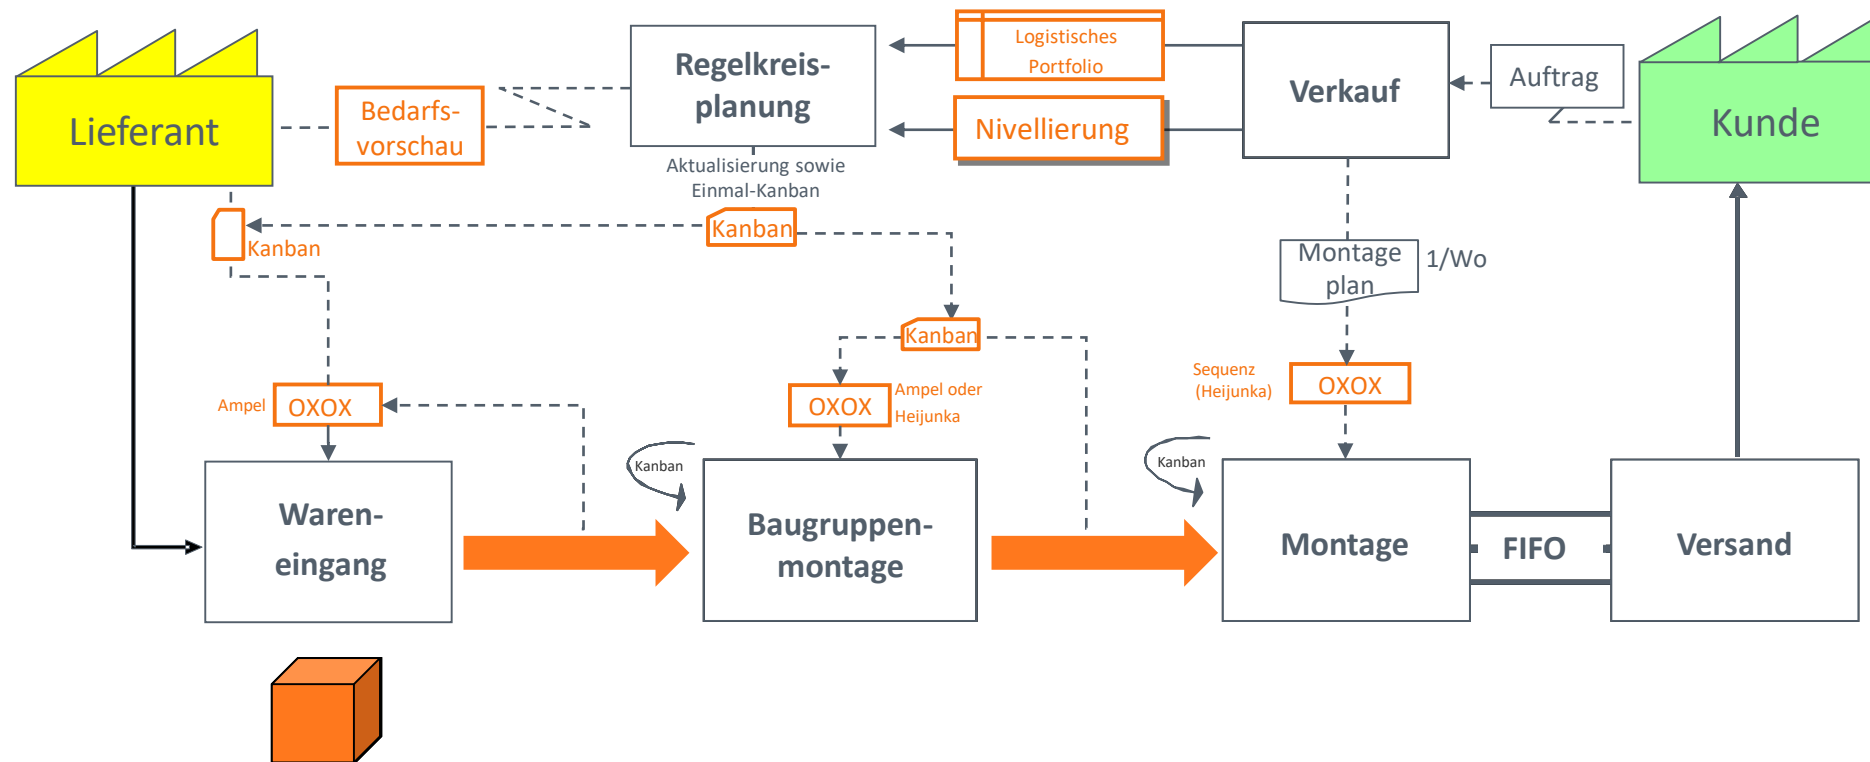 Lieferant
Bedarfs-
vorschau
Regelkreis-
planung
Logistisches
Portfolio
Nivellierung
Verkauf
Auftrag
Kunde
Aktualisierung sowie
Einmal-Kanban
Kanban
Kanban
Montage
plan
1/Wo
Kanban
Ampel
OXOX
OXOX
Ampel oder
Heijunka
Sequenz
(Heijunka)
OXOX
Waren-
eingang
Kanban
Baugruppen-
montage
Kanban
Montage
FIFO
Versand